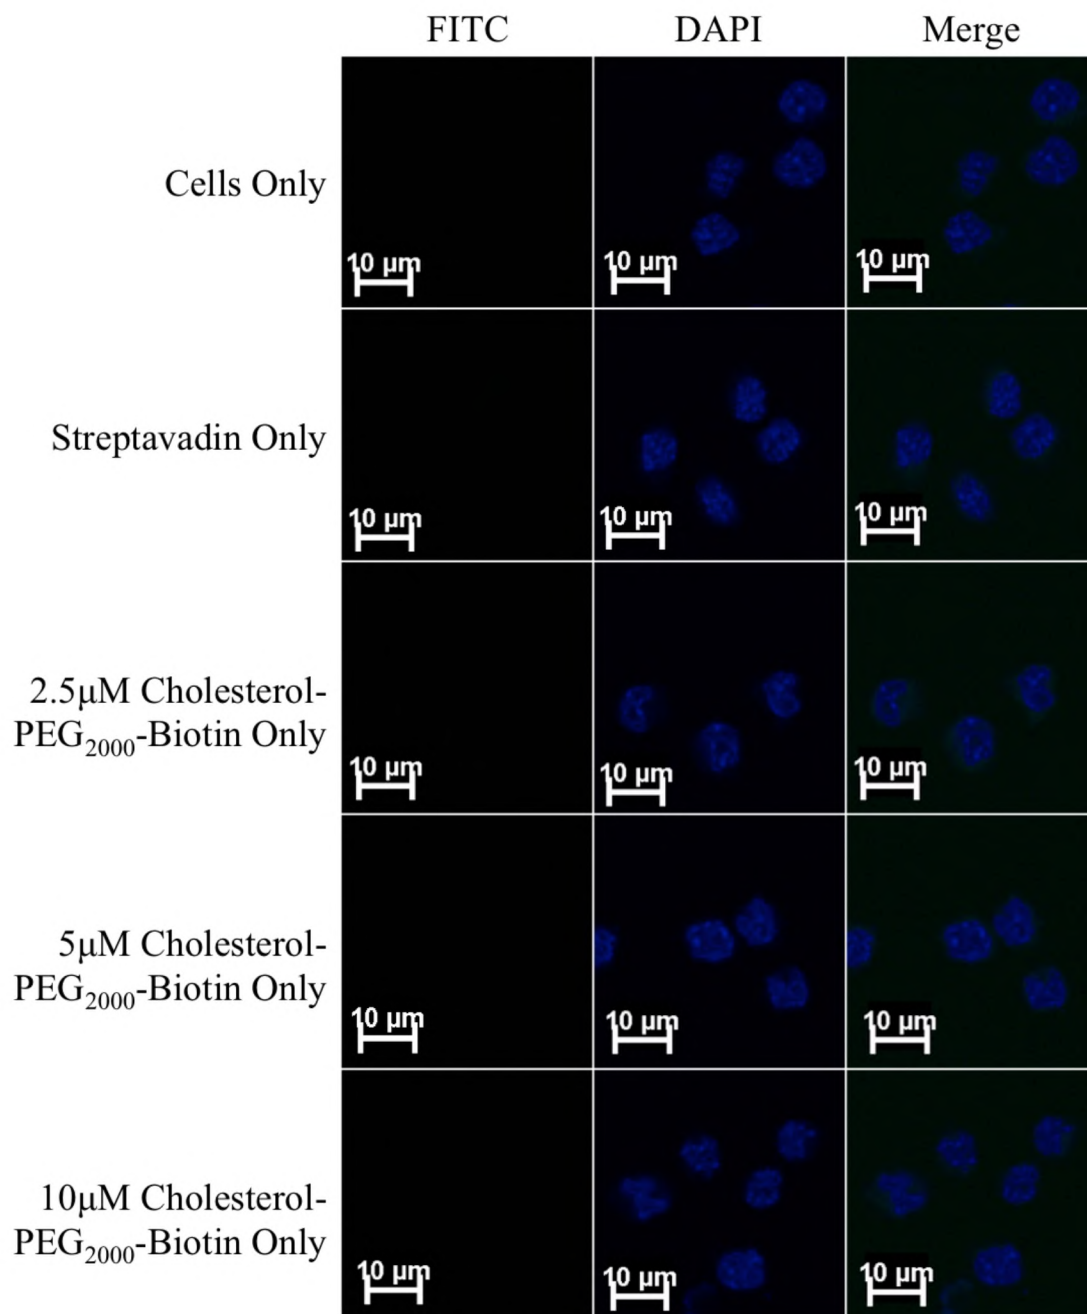 FITC DAPI Merge
Cells Only
10 µm 10 µm 10 µm
Streptavadin Only
10 µm 10 µm 10 µm
2.5µM Cholesterol-
PEG2000-Biotin Only
10 µm 10 µm 10 µm
5µM Cholesterol-
PEG2000-Biotin Only
10 µm 10 µm 10 µm
10µM Cholesterol-
PEG2000-Biotin Only
10 µm 10 µm 10 µm